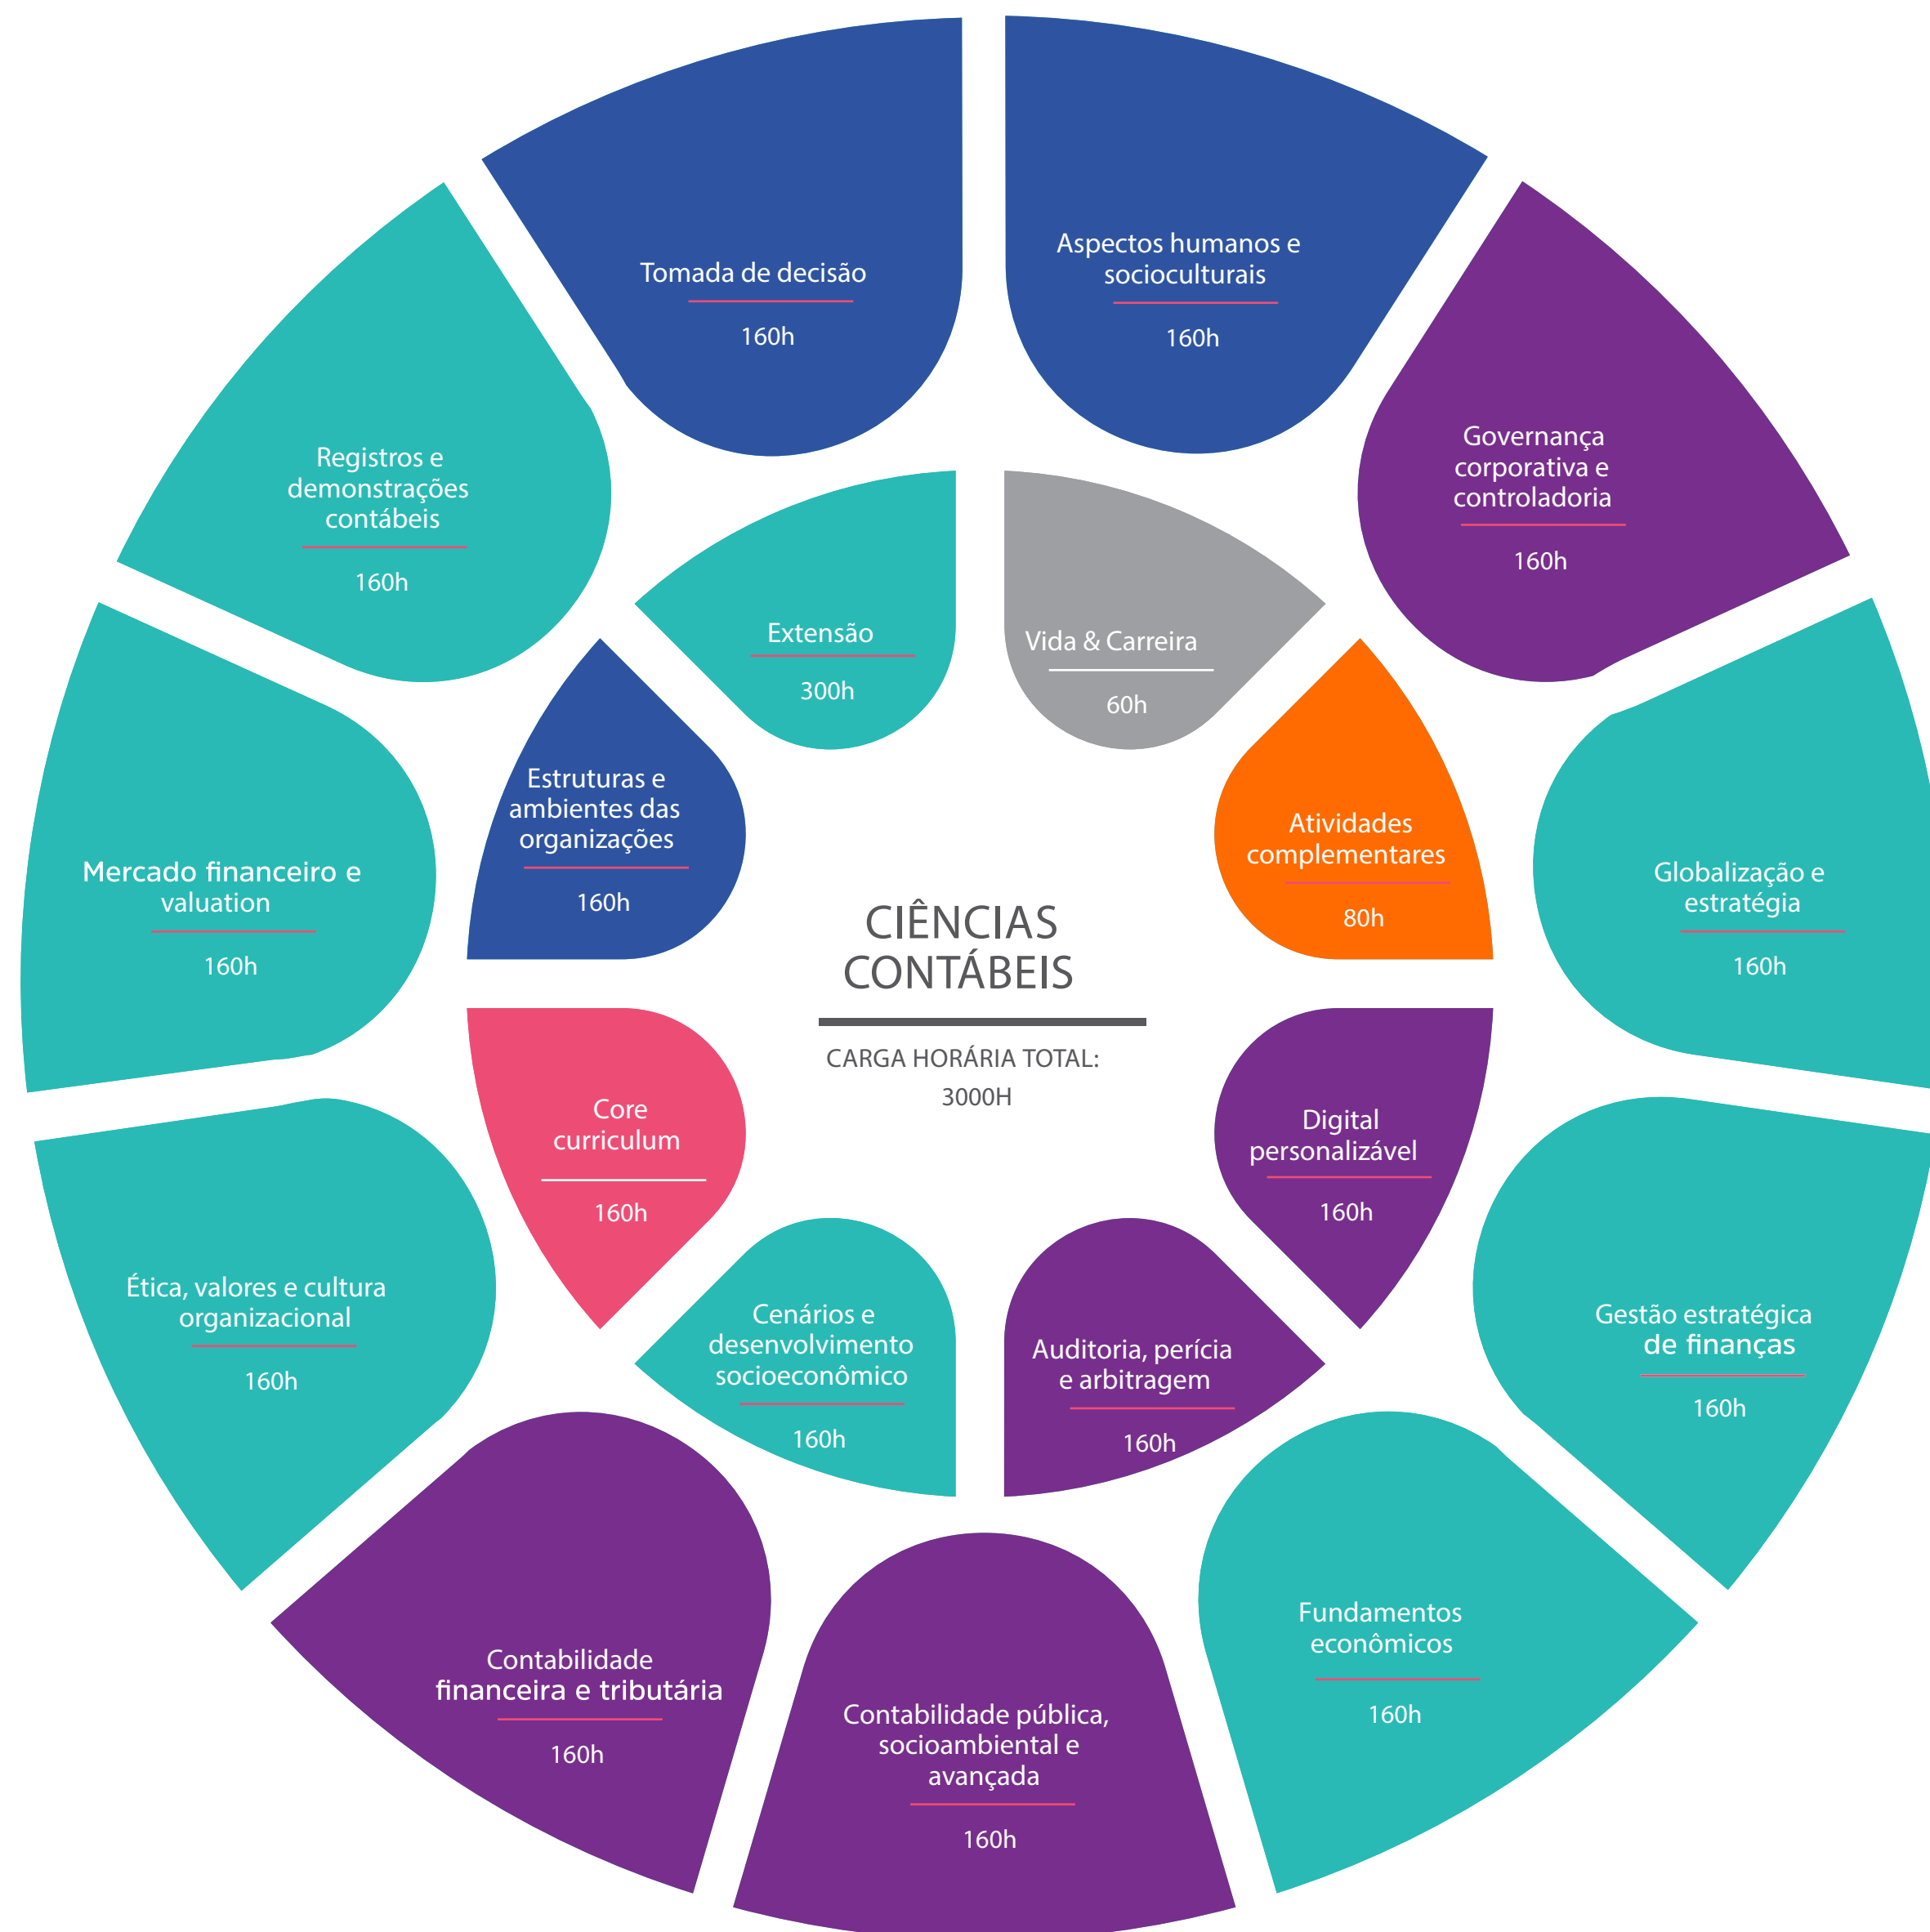 Tomada de decisão
160h
Aspectos humanos e
socioculturais
160h
Governança
corporativa e
controladoria
160h
Registros e
demonstrações
contábeis
160h
Extensão
300h
Vida & Carreira
60h
Estruturas e
ambientes das
organizações
160h
Atividades
complementares
80h
Mercado financeiro e
valuation
160h
Globalização e
estratégia
160h
CIÊNCIAS
CONTÁBEIS
CARGA HORÁRIA TOTAL:
3000H
Core
curriculum
160h
Digital
personalizável
160h
Ética, valores e cultura
organizacional
160h
Cenários e
desenvolvimento
socioeconômico
160h
Auditoria, perícia
e arbitragem
160h
Gestão estratégica
de finanças
160h
Contabilidade
financeira e tributária
160h
Contabilidade pública,
socioambiental e
avançada
160h
Fundamentos
econômicos
160h